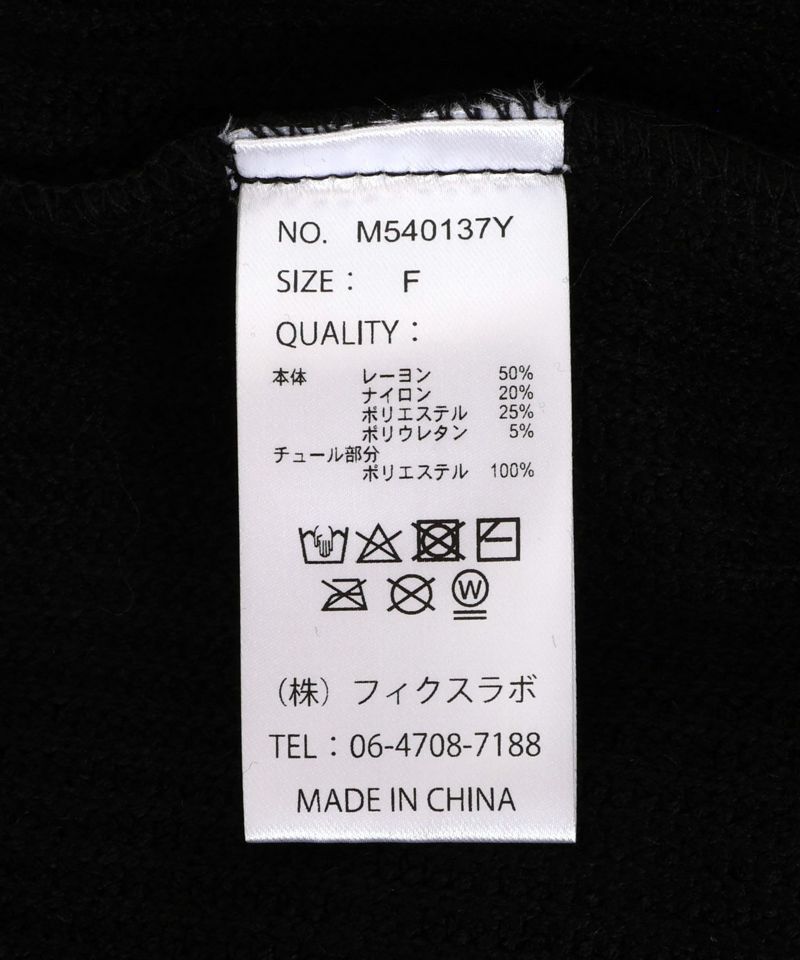 NO. M540137Y
SIZE： F
QUALITY：
本体 レーヨン 50%
ナイロン 20%
ポリエステル 25%
ポリウレタン 5%
チュール部分
ポリエステル 100%
W
（株）フィクスラボ
TEL：06-4708-7188
MADE IN CHINA